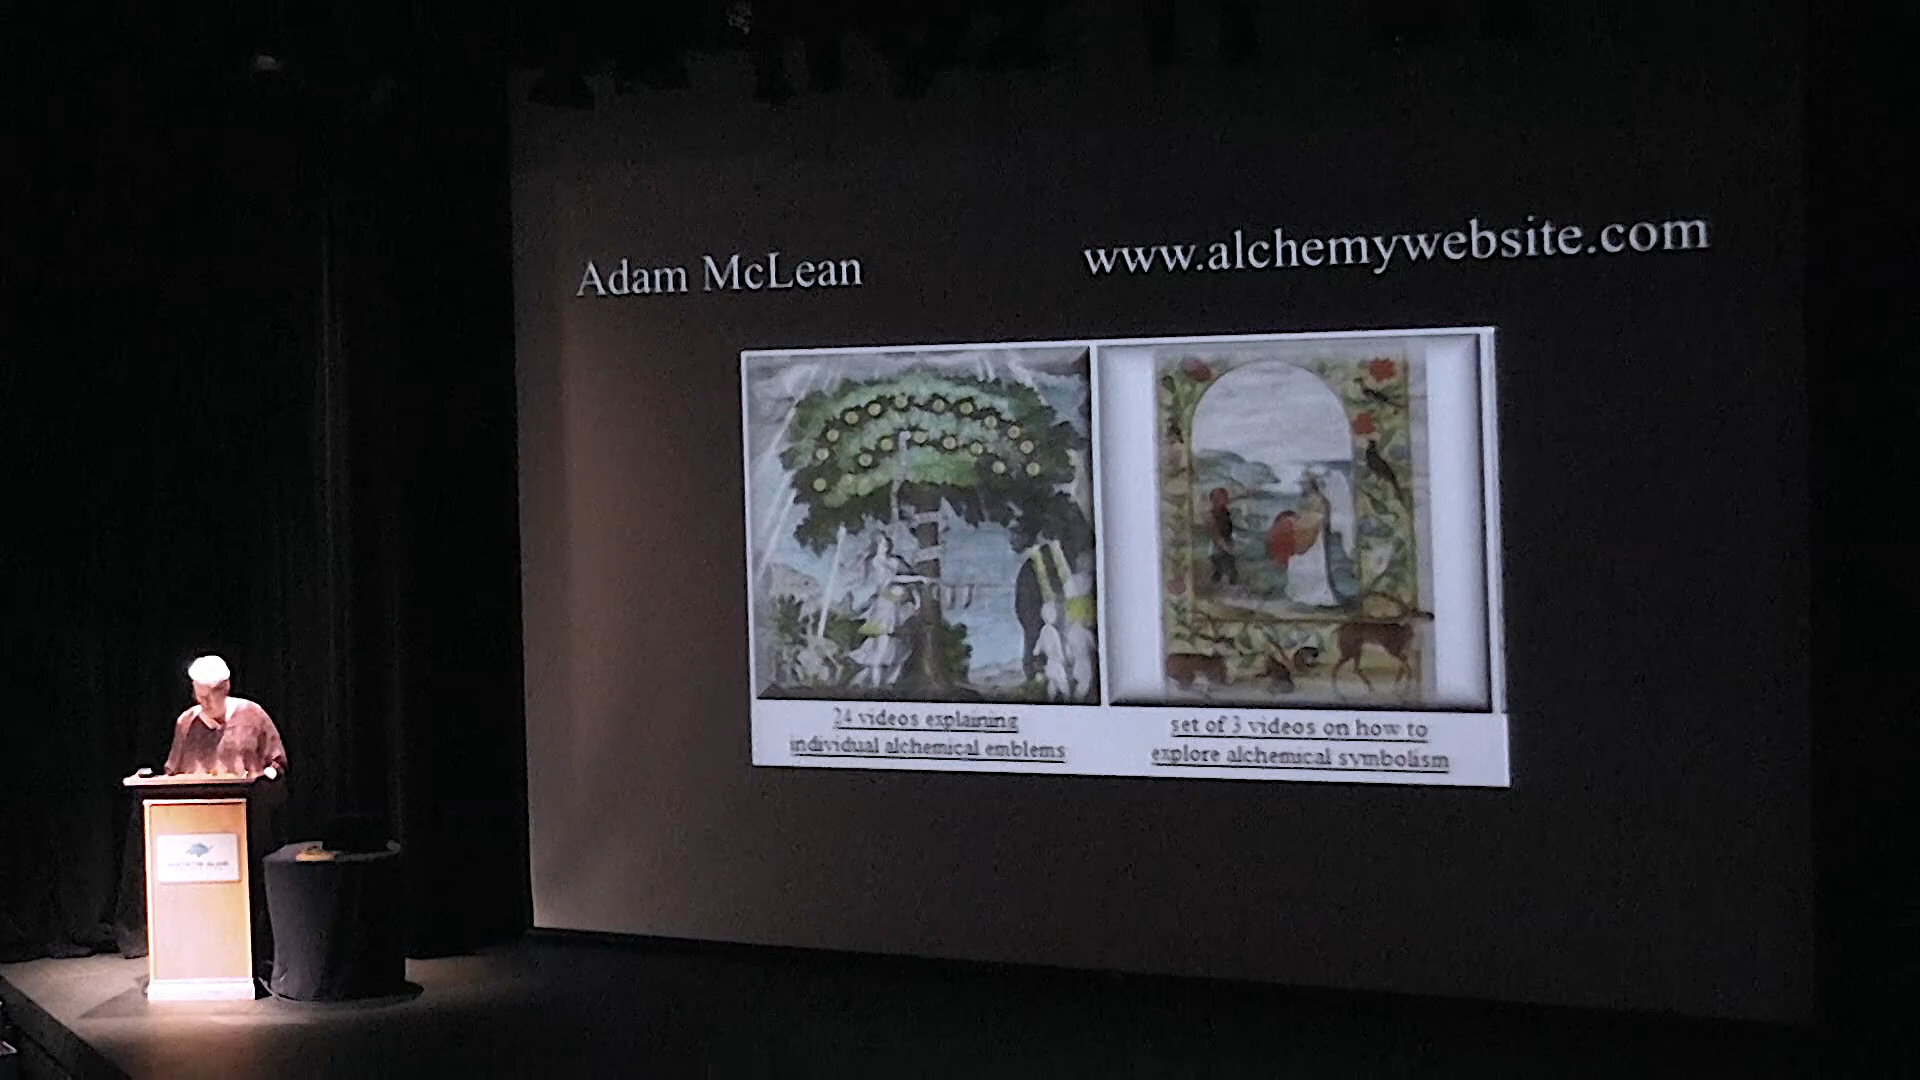 Adam McLean
www.alchemywebsite.com
24 videos explaining
individual alchemical emblems
set of 3 videos on how to
explore alchemical symbolism